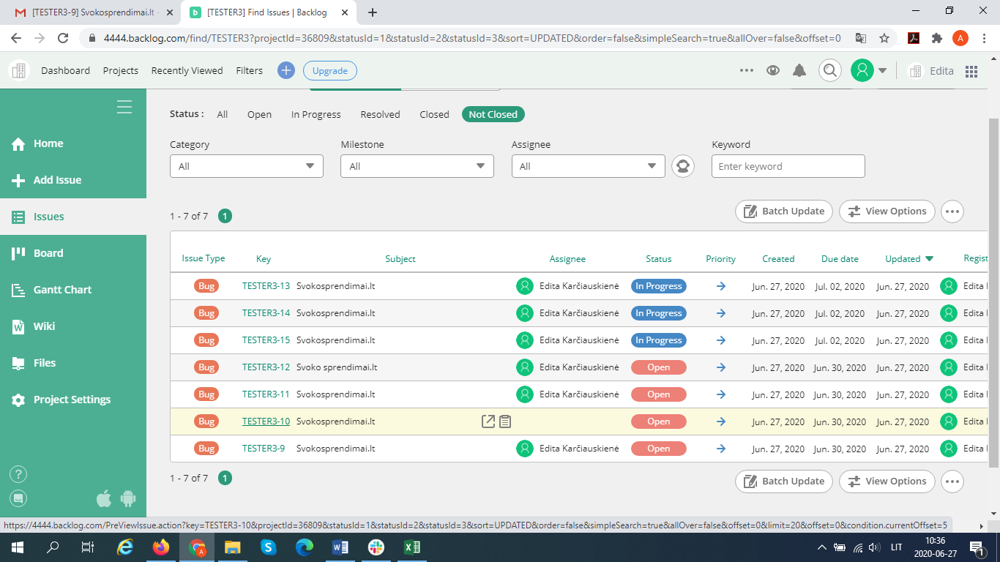 [TESTER3-9] Svokosprendimai.lt -
[TESTER3] Find Issues | Backlog
4444.backlog.com/find/TESTER3?projectId=36809&statusId=1&statusId=2&statusId=3&sort=UPDATED&order=false&simpleSearch=true&allOver=false&offset=0
A
Dashboard Projects Recently Viewed Filters + Upgrade
Edita
Status : All Open In Progress Resolved Closed Not Closed
Home
Add Issue
Issues
Board
Gantt Chart
Wiki
Files
Project Settings
Category Milestone Assignee Keyword
All All All Enter keyword
1 - 7 of 7 1 Batch Update View Options
Issue Type Key Subject Assignee Status Priority Created Due date Updated Regist
Bug TESTER3-13 Svokosprendimai.lt Edita Karčiauskienė In Progress Jun. 27, 2020 Jul. 02, 2020 Jun. 27, 2020 Edita
Bug TESTER3-14 Svokosprendimai.lt Edita Karčiauskienė In Progress Jun. 27, 2020 Jul. 02, 2020 Jun. 27, 2020 Edita
Bug TESTER3-15 Svokosprendimai.lt Edita Karčiauskienė In Progress Jun. 27, 2020 Jul. 02, 2020 Jun. 27, 2020 Edita
Bug TESTER3-12 Svoko sprendimai.lt Edita Karčiauskienė Open Jun. 27, 2020 Jun. 30, 2020 Jun. 27, 2020 Edita
Bug TESTER3-11 Svokosprendimai.lt Edita Karčiauskienė Open Jun. 27, 2020 Jun. 30, 2020 Jun. 27, 2020 Edita
Bug TESTER3-10 Svokosprendimai.lt Open Jun. 27, 2020 Jun. 30, 2020 Jun. 27, 2020 Edita
Bug TESTER3-9 Svokosprendimai.lt Edita Karčiauskienė Open Jun. 27, 2020 Jun. 30, 2020 Jun. 27, 2020 Edita
1 - 7 of 7 1 Batch Update View Options
https://4444.backlog.com/PreViewIssue.action?key=TESTER3-10&projectId=36809&statusId=1&statusId=2&statusId=3&sort=UPDATED&order=false&simpleSearch=true&allOver=false&offset=0&limit=20&offset=0&condition.currentOffset=5
LIT
10:36
2020-06-27
1